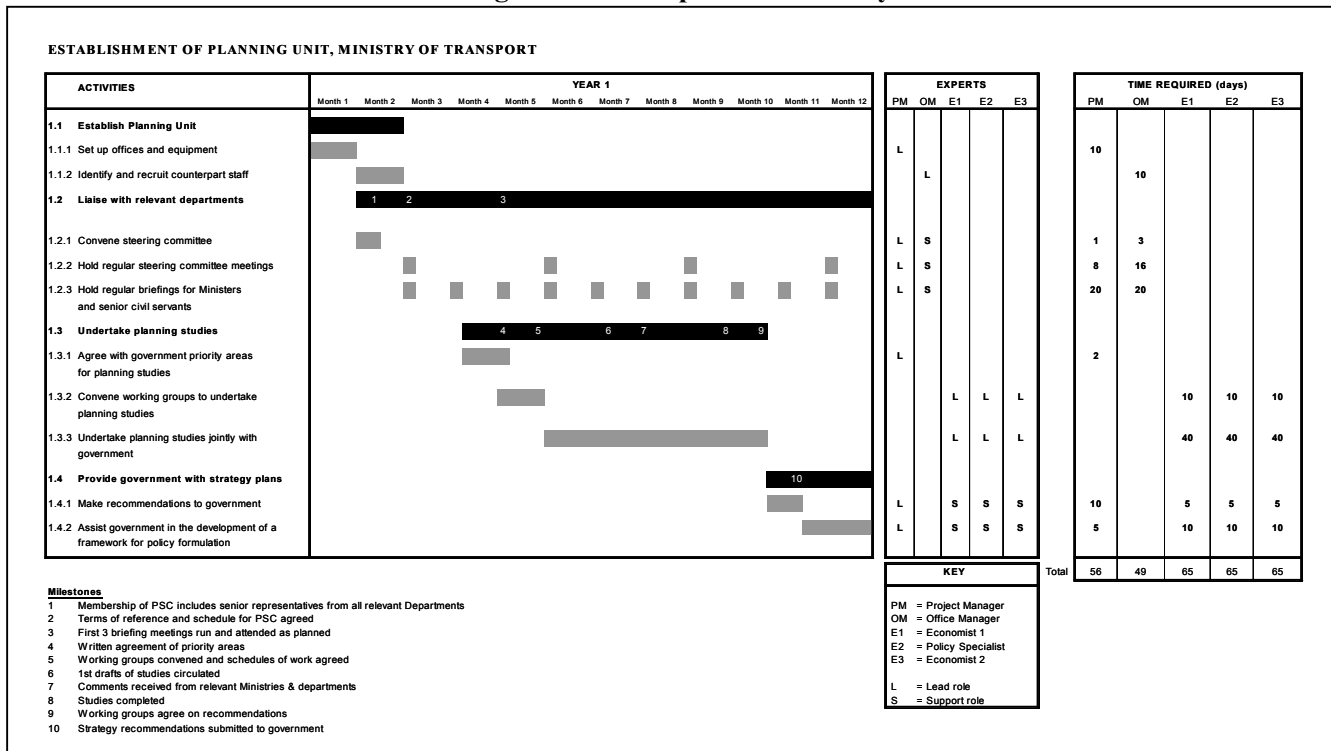 ESTABLISHMENT OF PLANNING UNIT, MINISTRY OF TRANSPORT
ACTIVITIES YEAR 1 EXPERTS TIME REQUIRED (days)
Month 1 Month 2 Month 3 Month 4 Month 5 Month 6 Month 7 Month 8 Month 9 Month 10 Month 11 Month 12 PM OM E1 E2 E3 PM OM E1 E2 E3
1.1 Establish Planning Unit
1.1.1 Set up offices and equipment L 10
1.1.2 Identify and recruit counterpart staff L 10
1.2 Liaise with relevant departments 1 2 3
1.2.1 Convene steering committee L S 1 3
1.2.2 Hold regular steering committee meetings L S 8 16
1.2.3 Hold regular briefings for Ministers L S 20 20
and senior civil servants
1.3 Undertake planning studies 4 5 6 7 8 9
1.3.1 Agree with government priority areas L 2
for planning studies
1.3.2 Convene working groups to undertake L L L 10 10 10
planning studies
1.3.3 Undertake planning studies jointly with L L L 40 40 40
government
1.4 Provide government with strategy plans 10
1.4.1 Make recommendations to government L S S S 10 5 5 5
1.4.2 Assist government in the development of a L S S S 5 10 10 10
framework for policy formulation
KEY Total 56 49 65 65 65
Milestones
1 Membership of PSC includes senior representatives from all relevant Departments
2 Terms of reference and schedule for PSC agreed
3 First 3 briefing meetings run and attended as planned
4 Written agreement of priority areas
5 Working groups convened and schedules of work agreed
6 1st drafts of studies circulated
7 Comments received from relevant Ministries & departments
8 Studies completed
9 Working groups agree on recommendations
10 Strategy recommendations submitted to government
PM = Project Manager
OM = Office Manager
E1 = Economist 1
E2 = Policy Specialist
E3 = Economist 2
L = Lead role
S = Support role